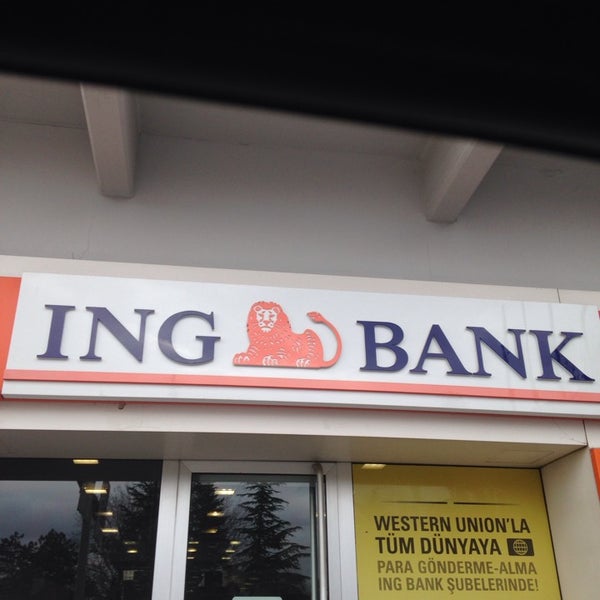 ING BANK
WESTERN UNION'LA
TÜM DÜNYAYA
PARA GÖNDERME-ALMA
ING BANK ŞUBELERİNDE!